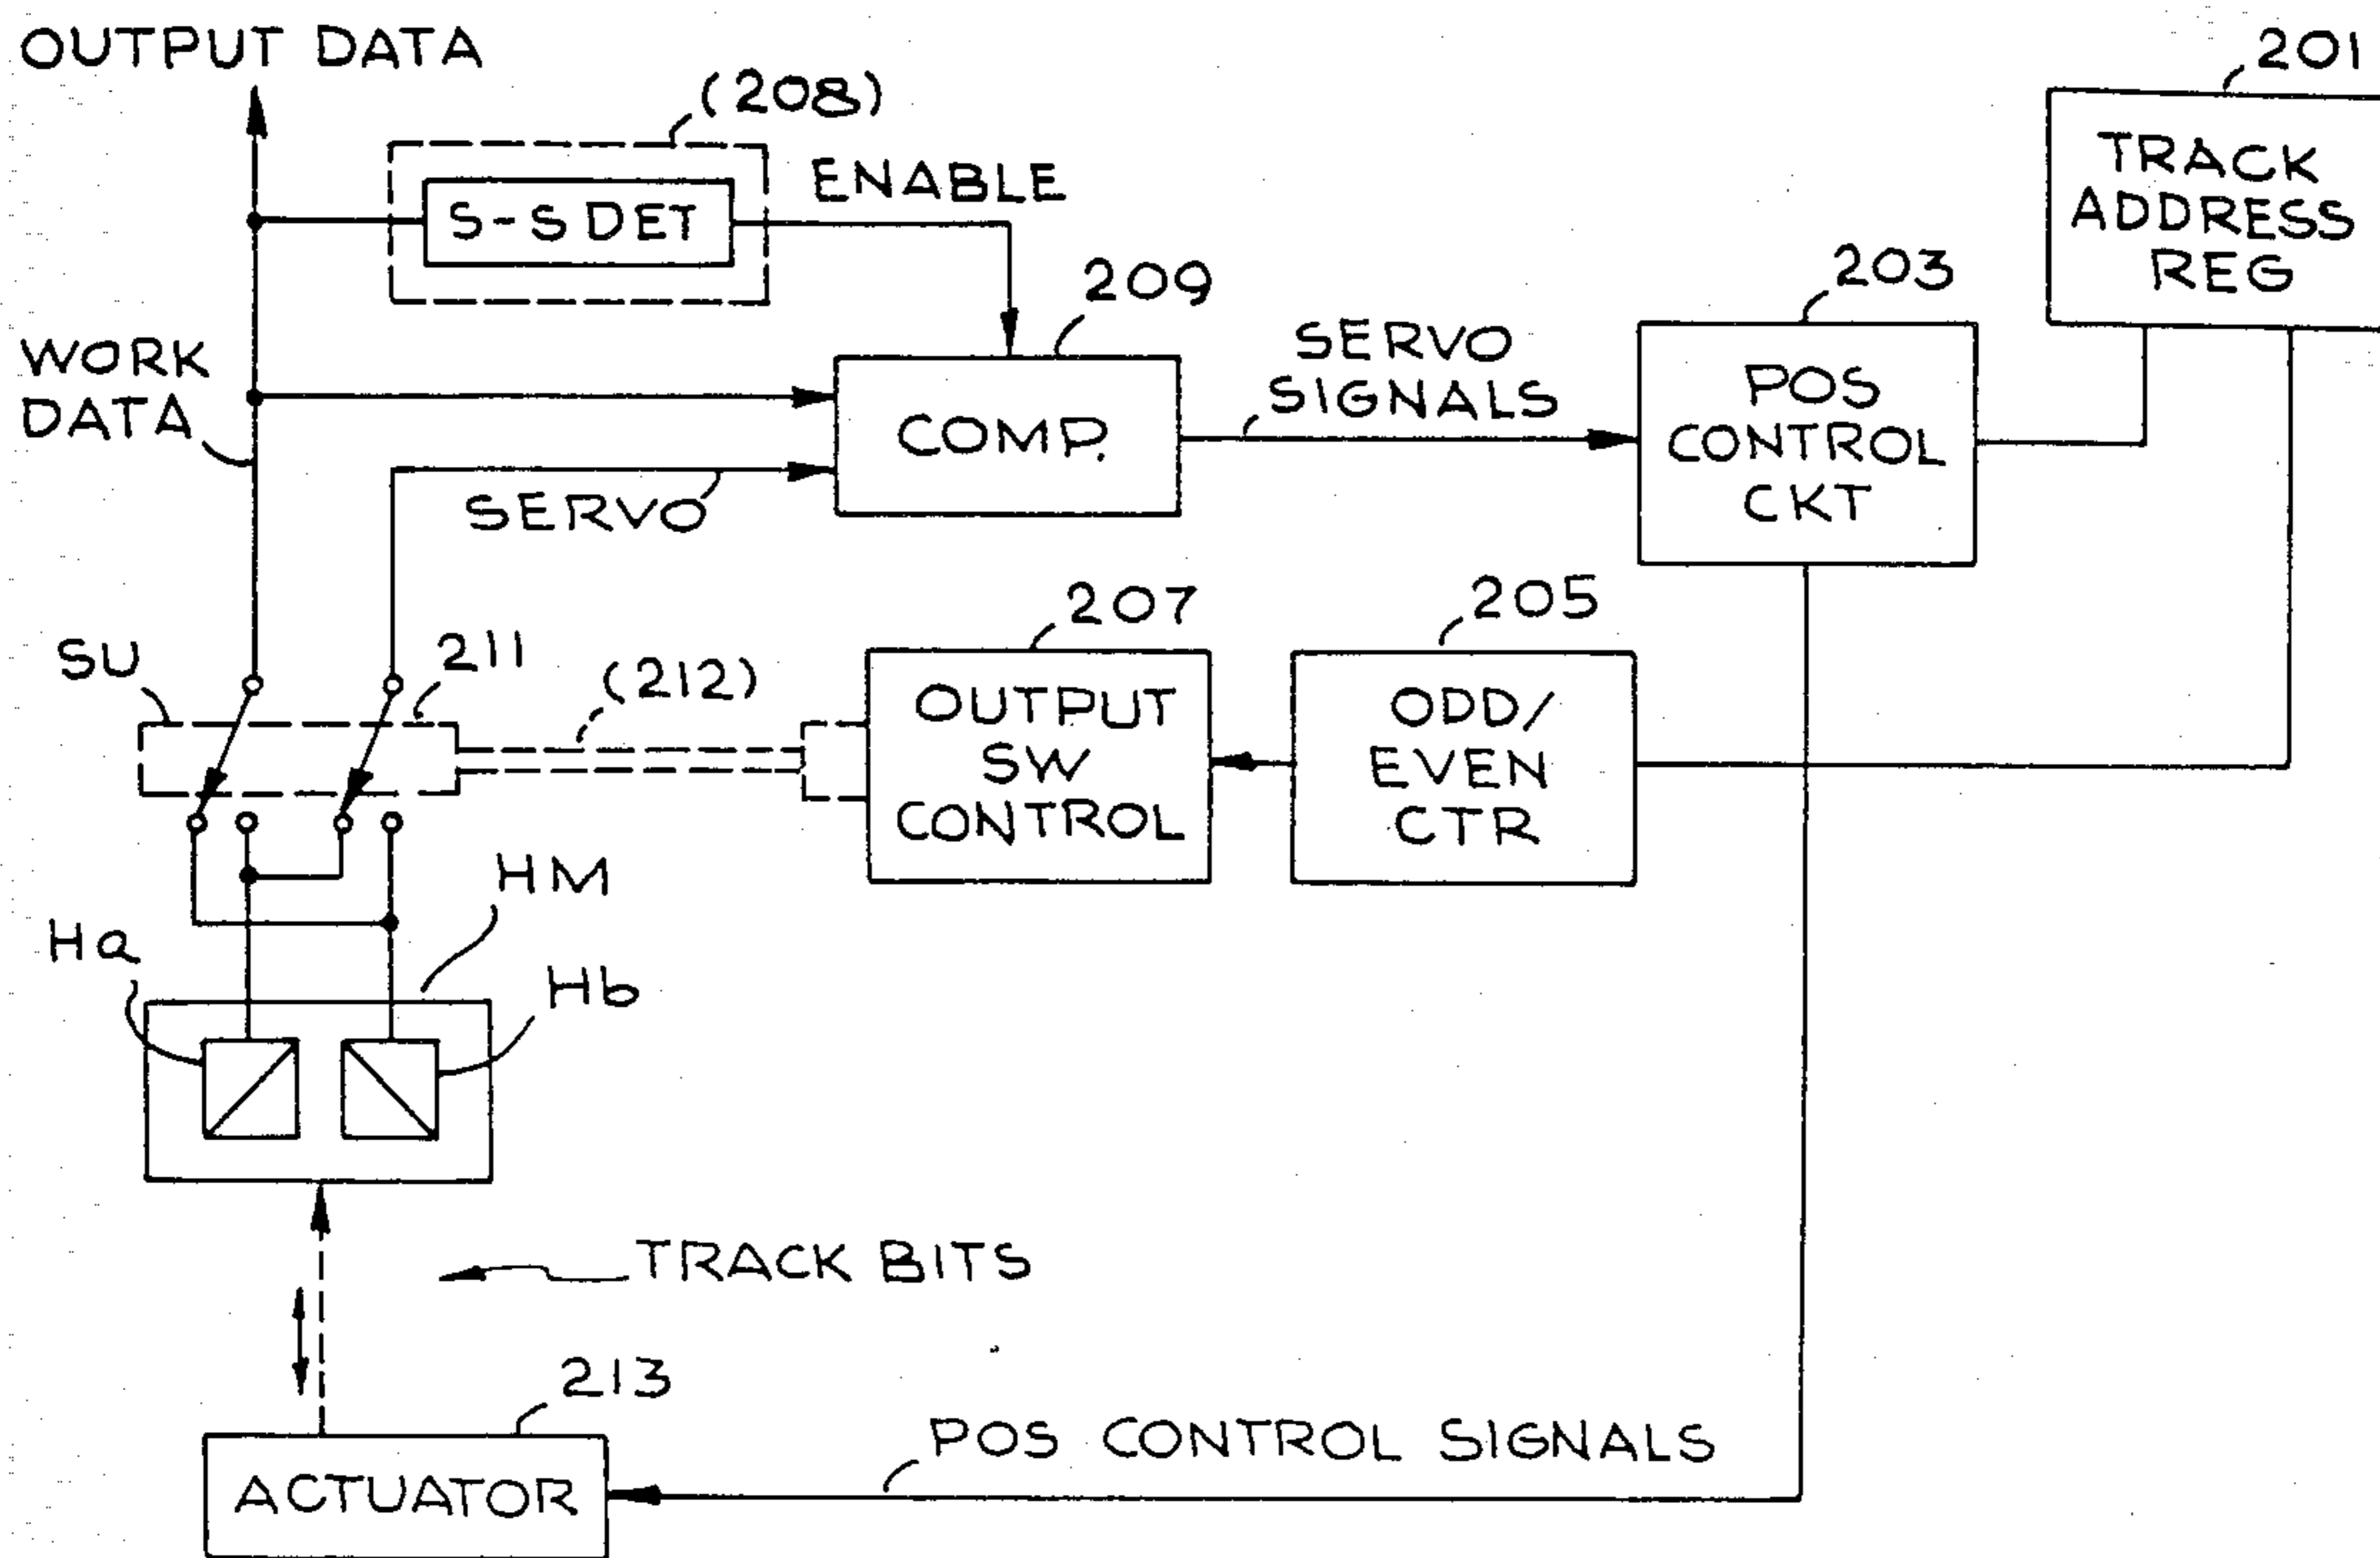 OUTPUT DATA
(208)
201
S-S DET
ENABLE
TRACK
ADDRESS
REG
209
203
WORK
DATA
COMP.
SERVO
SIGNALS
POS
CONTROL
CKT
SERVO
SU
211
(212)
207
205
OUTPUT
SW
CONTROL
ODD/
EVEN
CTR
HM
Ha
Hb
TRACK BITS
213
ACTUATOR
POS CONTROL SIGNALS